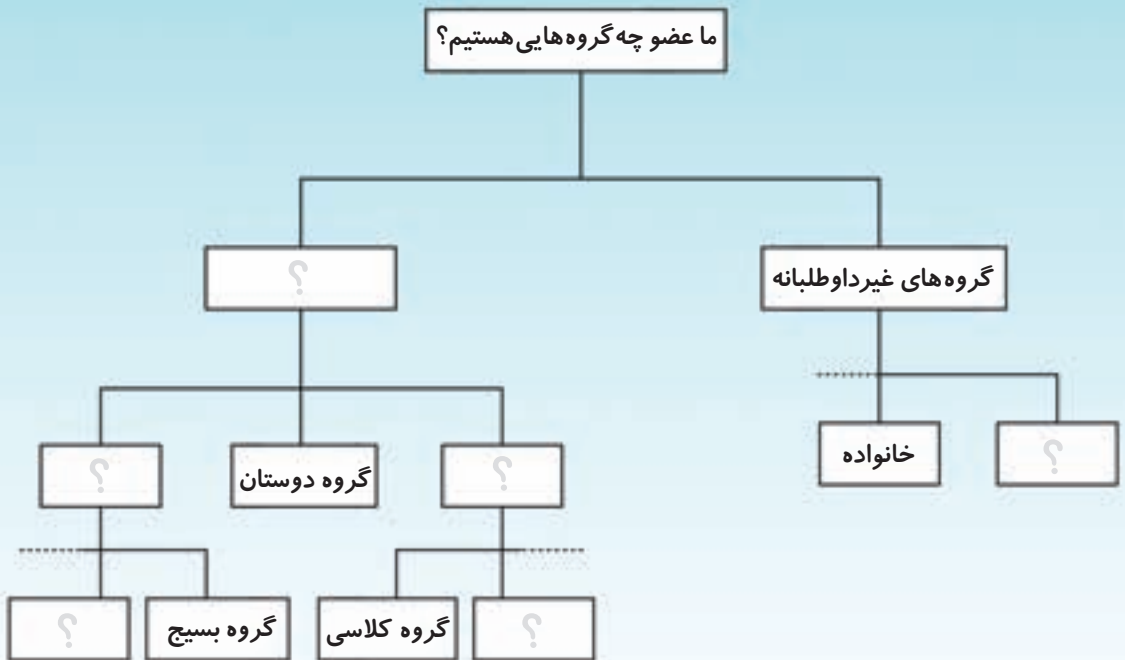 ما عضو چه گروه‌هایی هستیم؟
گروه‌های غیرداوطلبانه
؟
خانواده
؟
؟
گروه دوستان
؟
؟
گروه کلاسی
گروه بسیج
؟